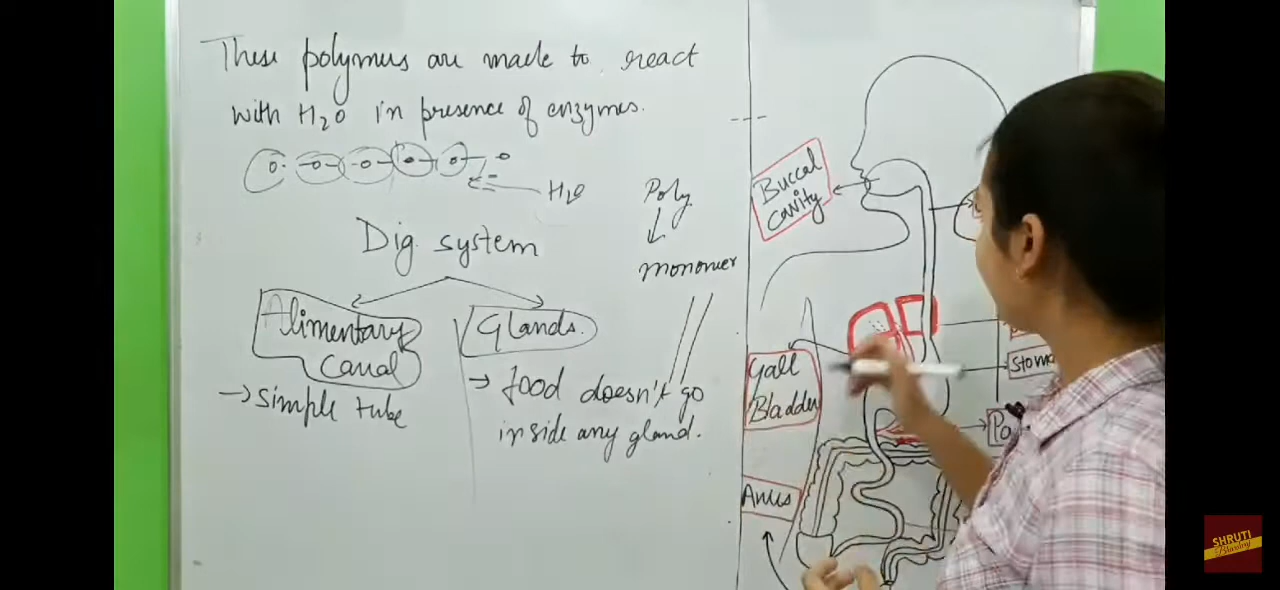 These polymers are made to react
with H₂O in presence of enzymes.
H₂O
Poly.
monomer
Dig. system
Alimentary
canal
→ simple tube
Glands.
→ food doesn't go
inside any gland.
Buccal
cavity
Gall
Bladder
Anus
SHRUTI